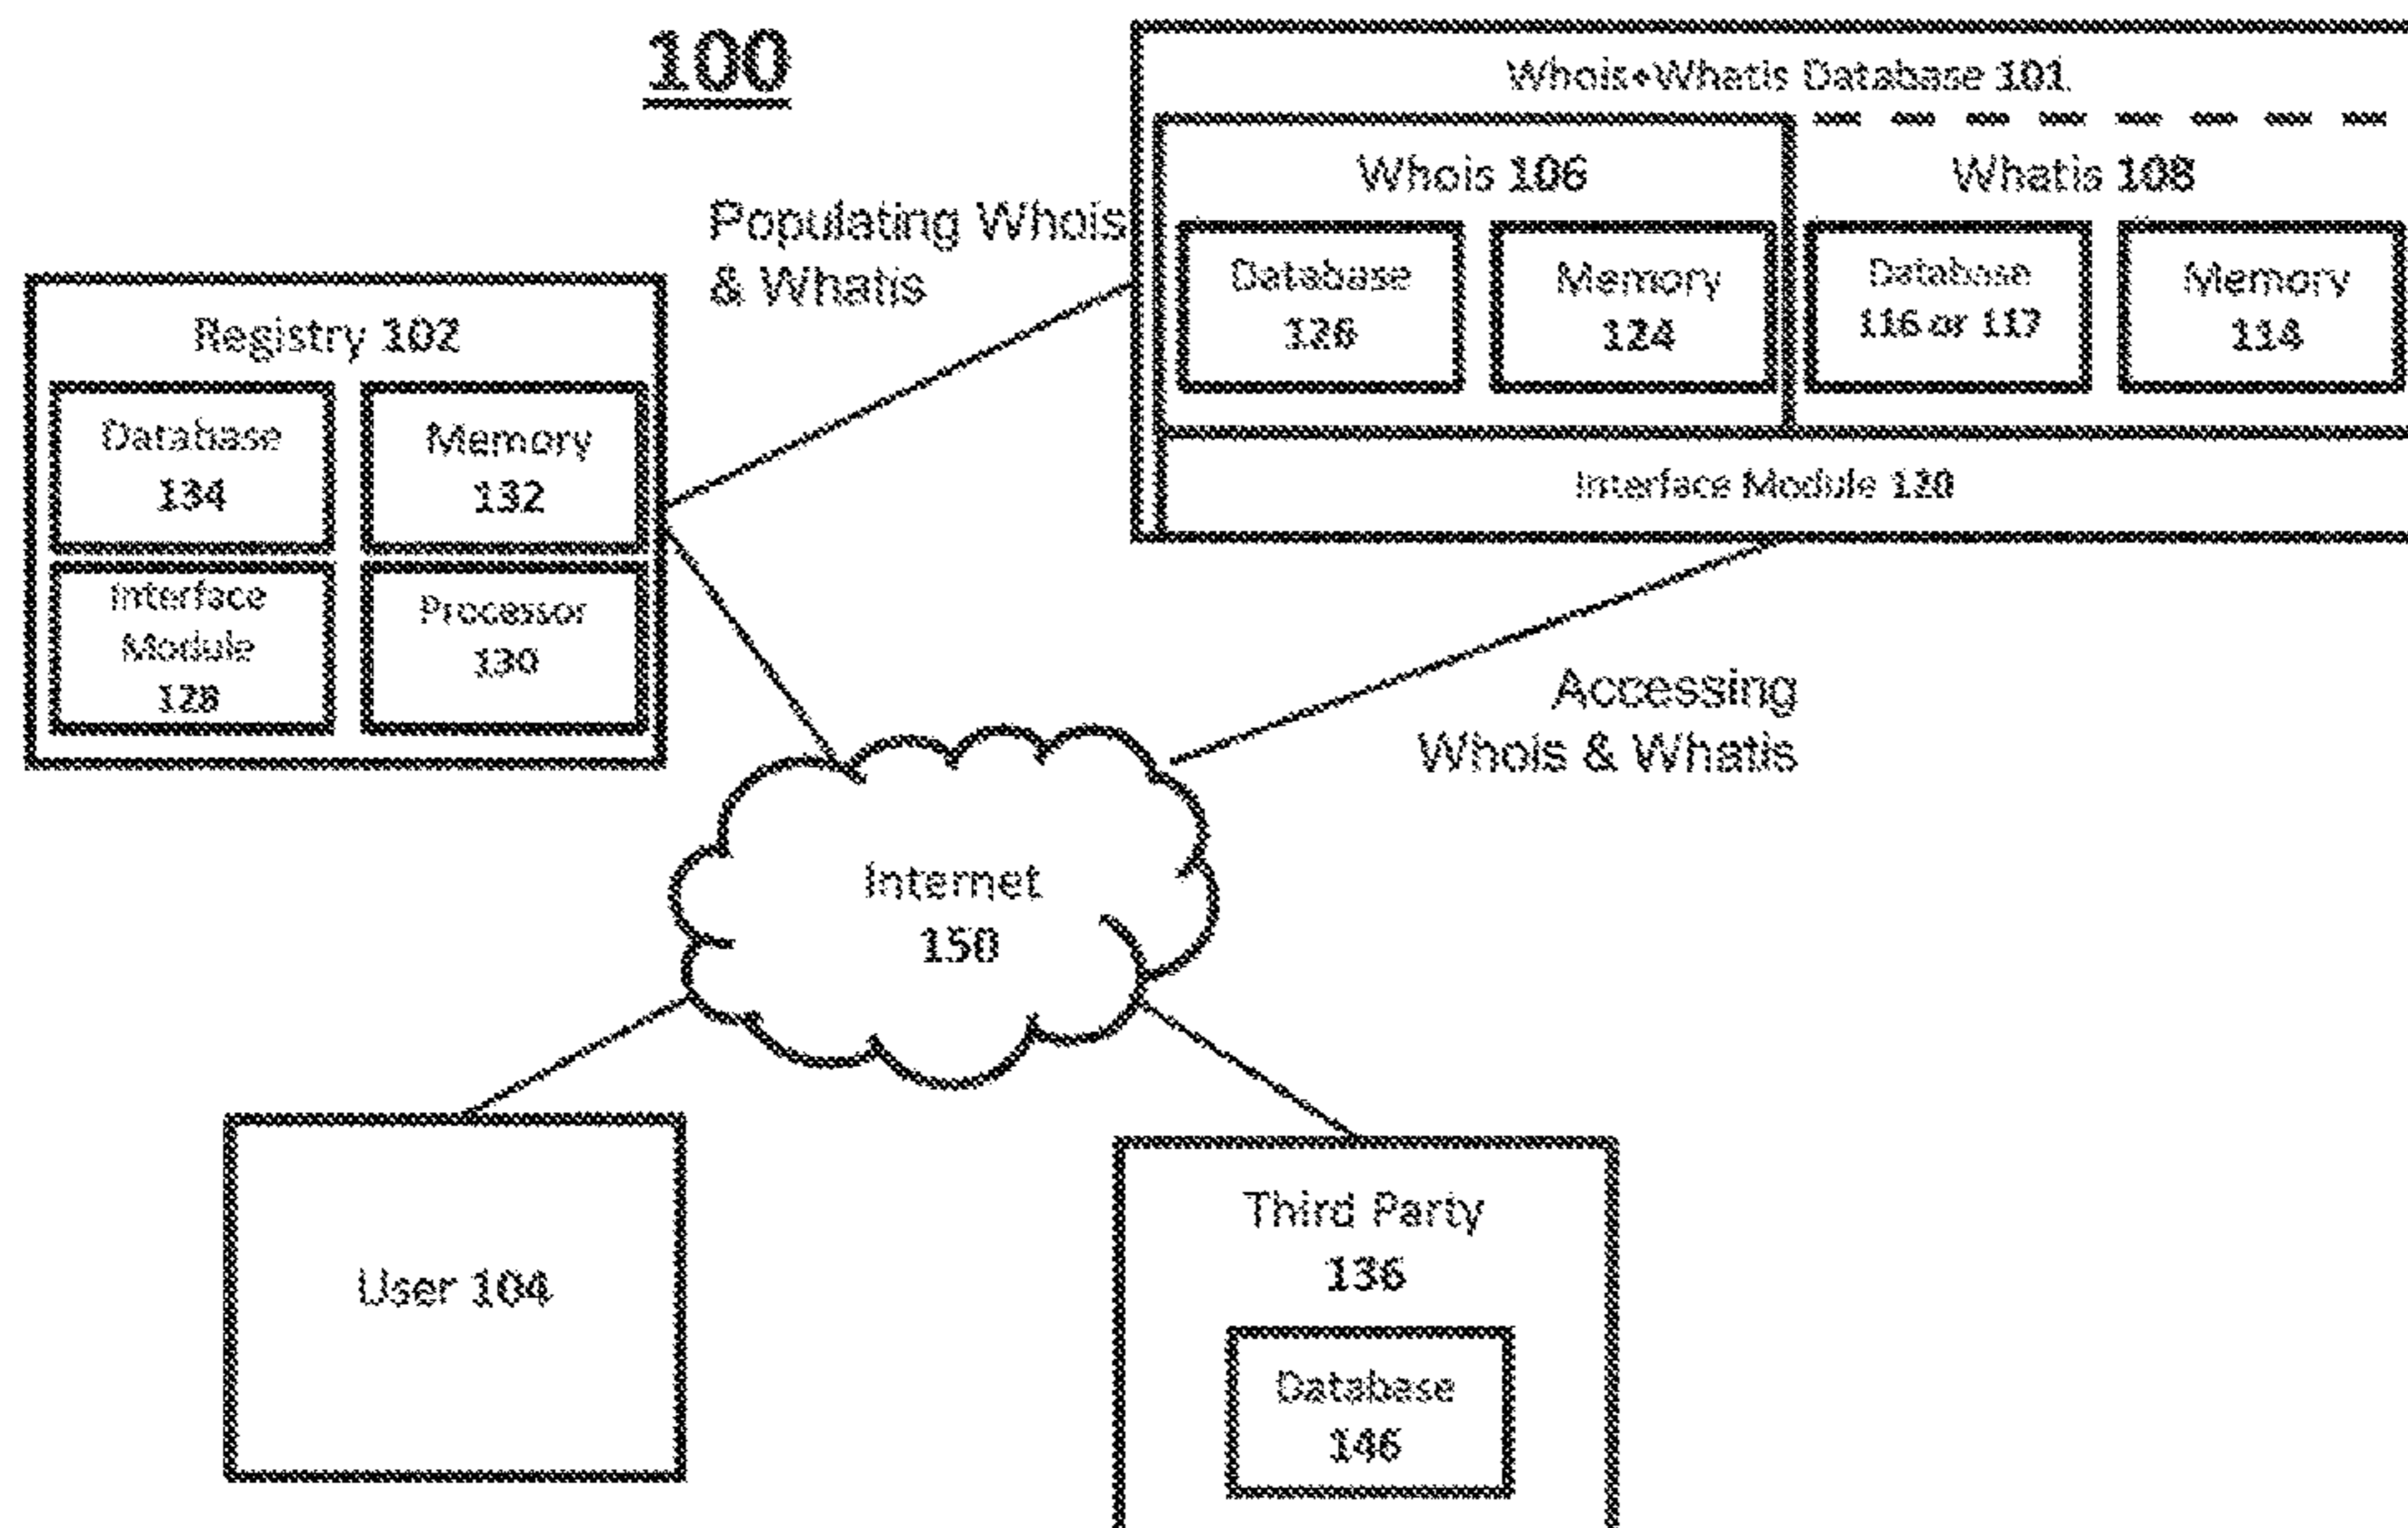 100
Whois+Whatis Database 101
Whois 106
Whatis 108
Database
126
Memory
124
Database
116 or 117
Memory
114
Interface Module 120
Populating Whois
& Whatis
Registry 102
Database
134
Memory
132
Interface
Module
128
Processor
130
Accessing
Whois & Whatis
Internet
150
User 104
Third Party
136
Database
146